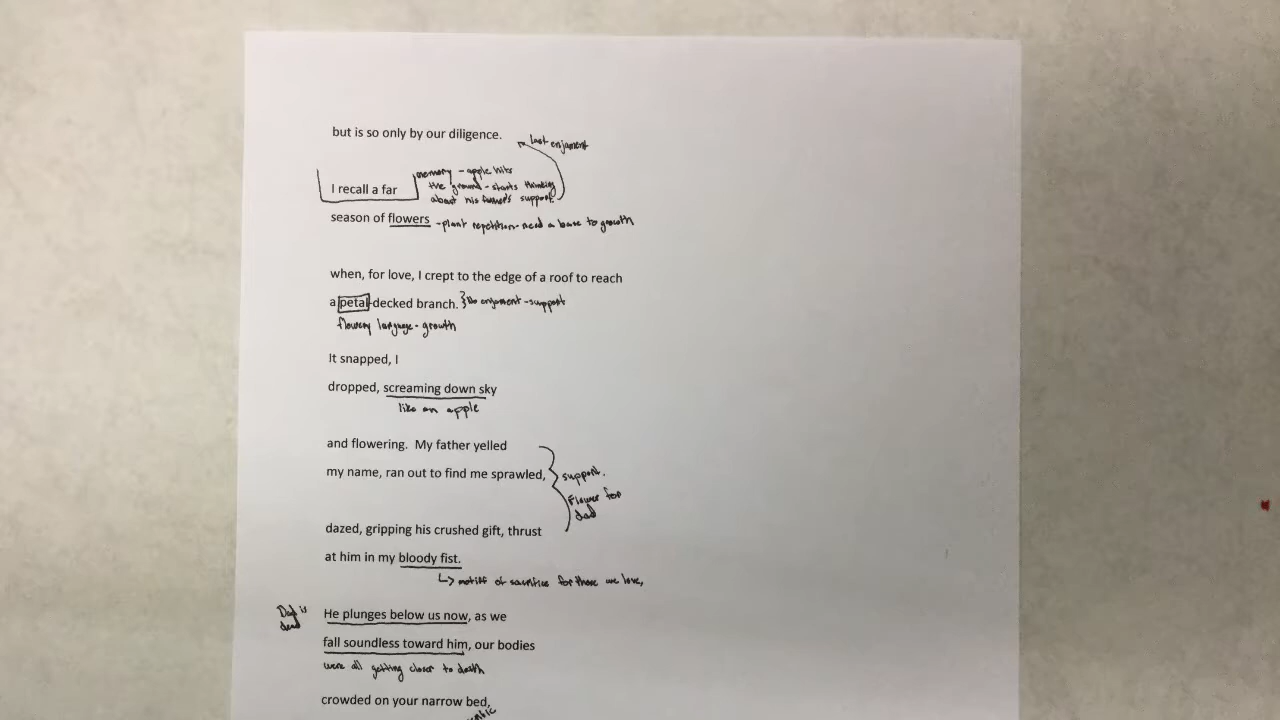 but is so only by our diligence.
Last enjament
I recall a far
memory - apple hits
the ground - starts thinking
about his father's support.
season of flowers
- plant repetition - need a base to growth
when, for love, I crept to the edge of a roof to reach
a petal-decked branch.
} No enjament - support
flowery language - growth
It snapped, I
dropped, screaming down sky
like an apple
and flowering. My father yelled
my name, ran out to find me sprawled,
support.
Flower for
dad
dazed, gripping his crushed gift, thrust
at him in my bloody fist.
↳ motiff of sacrifice for those we love,
Dad is
dead
He plunges below us now, as we
fall soundless toward him, our bodies
were all getting closer to death
crowded on your narrow bed,